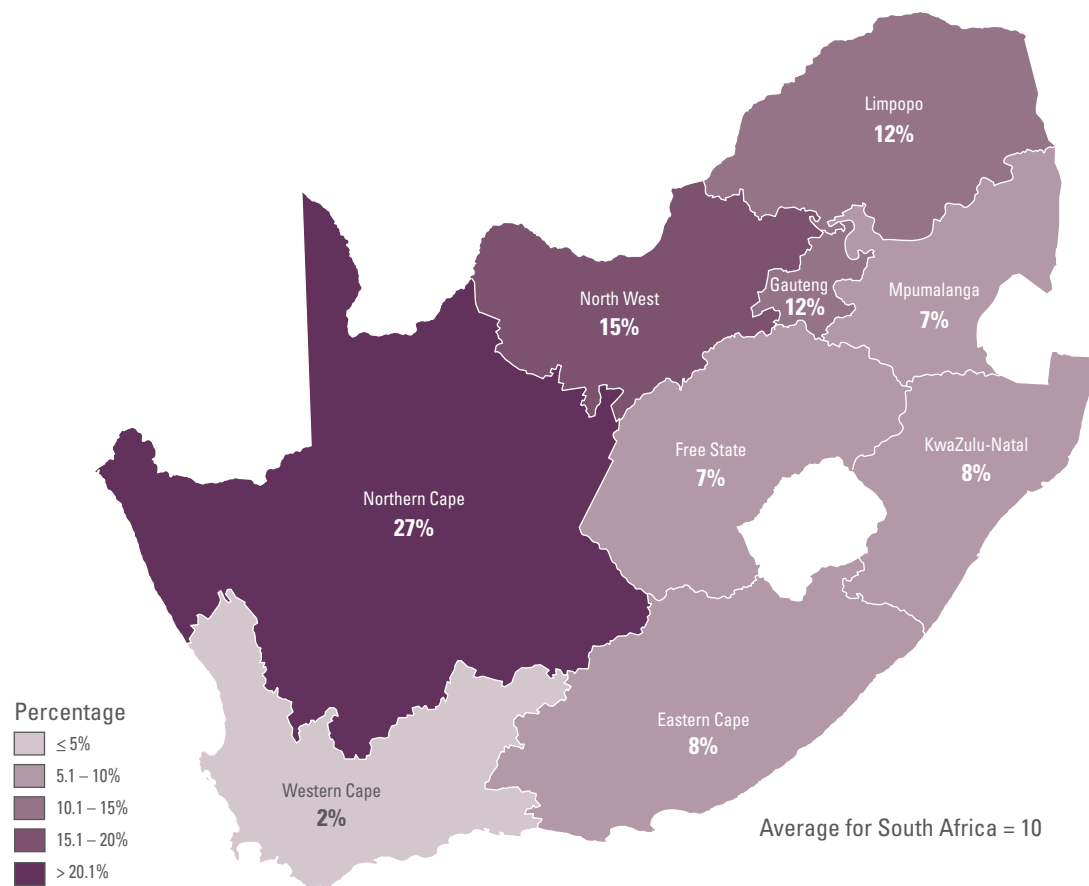 Limpopo
12%
Gauteng
12%
Mpumalanga
7%
North West
15%
Free State
7%
KwaZulu-Natal
8%
Northern Cape
27%
Eastern Cape
8%
Western Cape
2%
Percentage
≤ 5%
5.1 – 10%
10.1 – 15%
15.1 – 20%
> 20.1%
Average for South Africa = 10